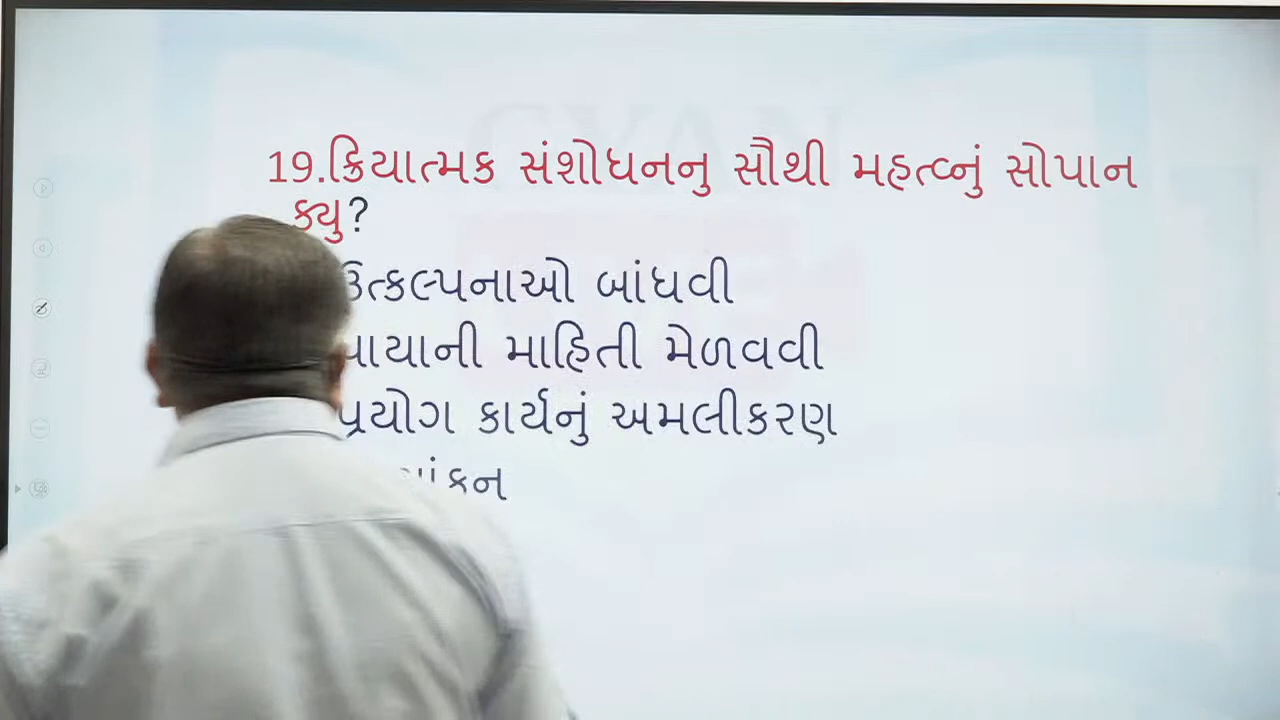 19.ક્રિયાત્મક સંશોધનનુ સૌથી મહત્વ્નું સોપાન
ક્યુ?
ઉત્કલ્પનાઓ બાંધવી
પાયાની માહિતી મેળવવી
પ્રયોગ કાર્યનું અમલીકરણ